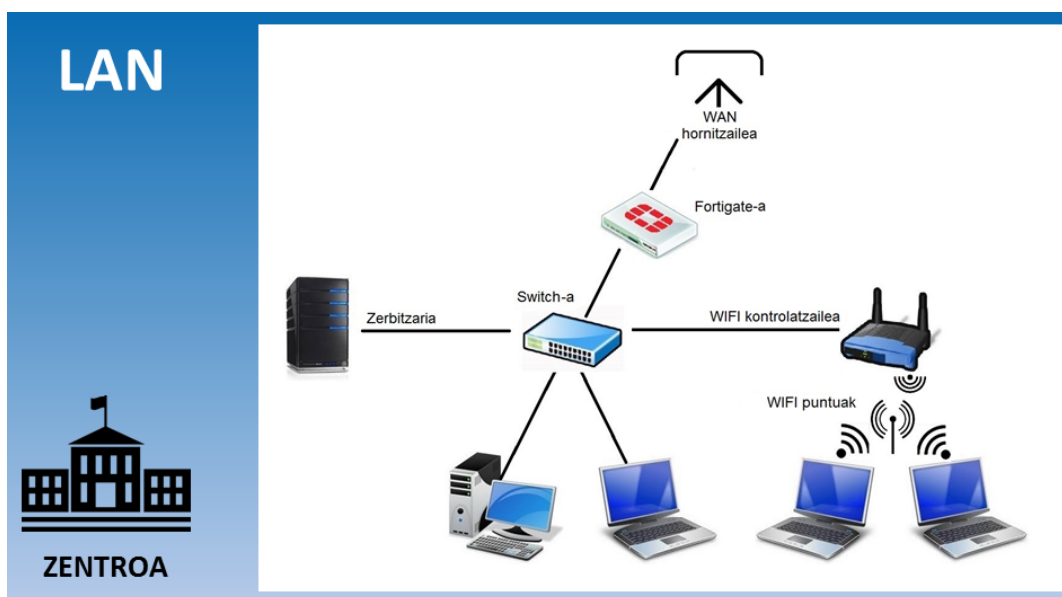 LAN
WAN
hornitzailea
Fortigate-a
Switch-a
Zerbitzaria
WIFI kontrolatzailea
WIFI puntuak
ZENTROA